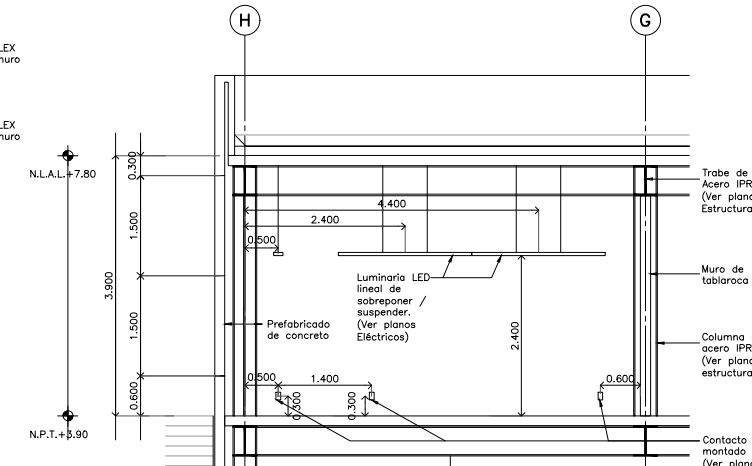 H
G
LEX
muro
LEX
muro
N.L.A.L.+7.80
0.300
1.500
3.900
1.500
0.600
N.P.T.+3.90
4.400
2.400
0.500
Luminaria LED
lineal de
sobreponer /
suspender.
(Ver planos
Eléctricos)
Prefabricado
de concreto
2.400
0.500
1.400
0.300
0.300
0.600
Trabe de
Acero IPR
(Ver plano
Estructura
Muro de
tablaroca
Columna
acero IPR
(Ver plano
estructura
Contacto
montado
(Ver plano